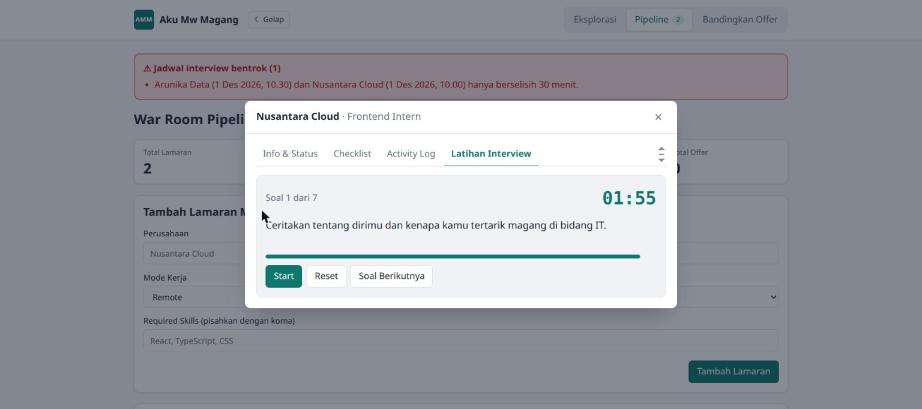 AMM Aku Mw Magang ☾ Gelap Eksplorasi Pipeline 2 Bandingkan Offer
⚠ Jadwal interview bentrok (1)
• Arunika Data (1 Des 2026, 10.30) dan Nusantara Cloud (1 Des 2026, 10.00) hanya berselisih 30 menit.
War Room Pipeli
Total Lamaran
2
otal Offer
0
Nusantara Cloud · Frontend Intern ×
Info & Status Checklist Activity Log Latihan Interview
Soal 1 dari 7 01:55
Ceritakan tentang dirimu dan kenapa kamu tertarik magang di bidang IT.
Start Reset Soal Berikutnya
Tambah Lamaran M
Perusahaan
Nusantara Cloud
Mode Kerja
Remote
Required Skills (pisahkan dengan koma)
React, TypeScript, CSS
Tambah Lamaran